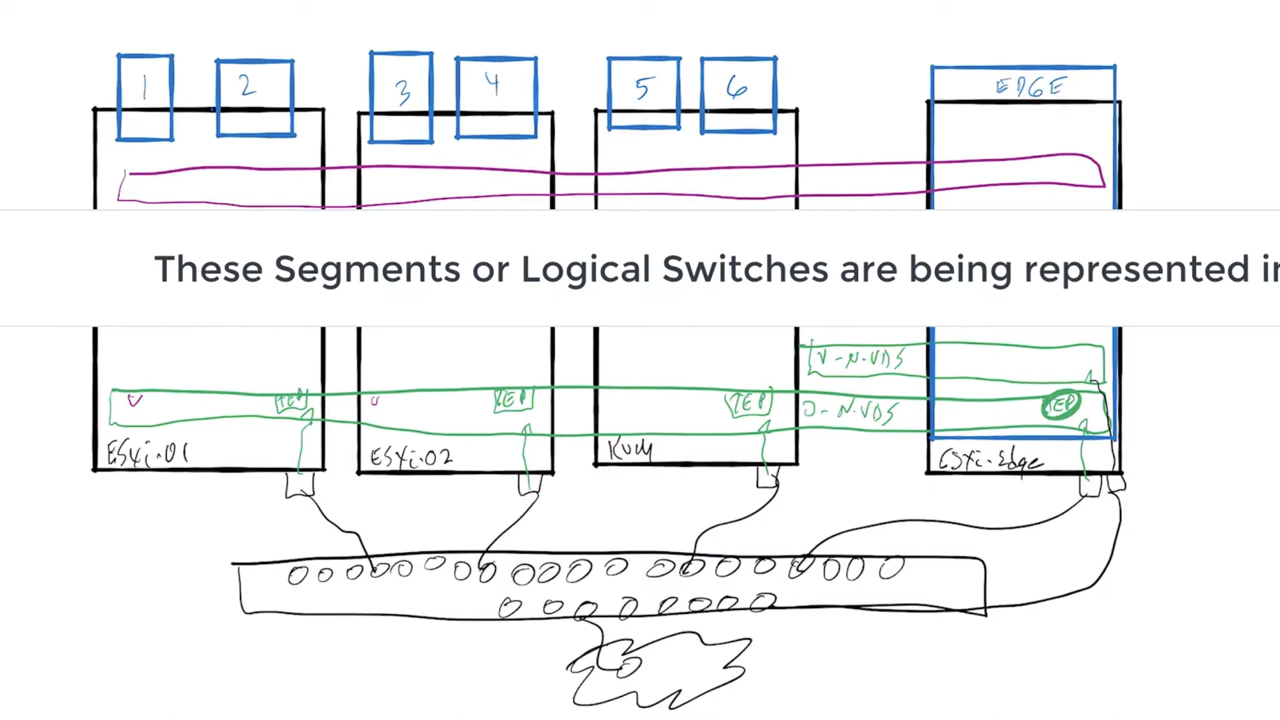 1 2 3 4 5 6 EDGE
These Segments or Logical Switches are being represented in
V-N-VDS
TEP TEP TEP O-N-VDS TEP
ESXi-01 ESXi-02 KVM ESXi-Edge